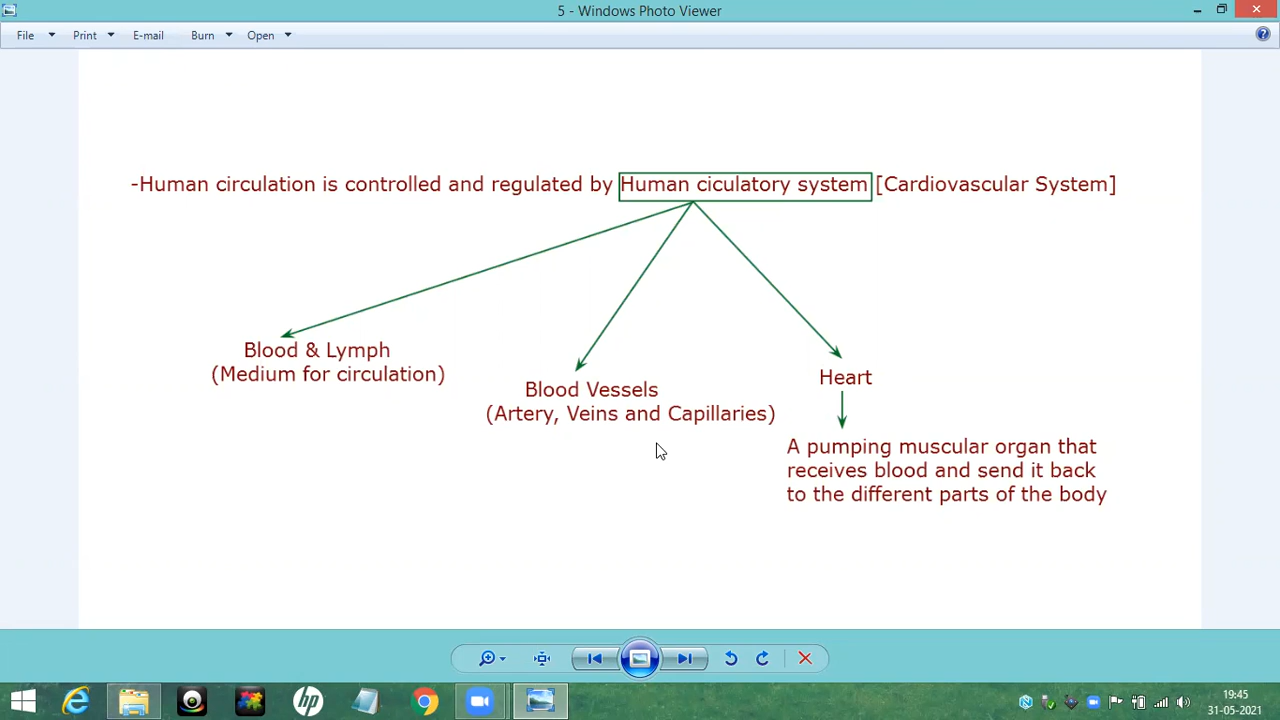 5 - Windows Photo Viewer
File Print E-mail Burn Open
-Human circulation is controlled and regulated by Human ciculatory system [Cardiovascular System]
Blood & Lymph
(Medium for circulation)
Blood Vessels
(Artery, Veins and Capillaries)
Heart
A pumping muscular organ that
receives blood and send it back
to the different parts of the body
hp
19:45
31-05-2021